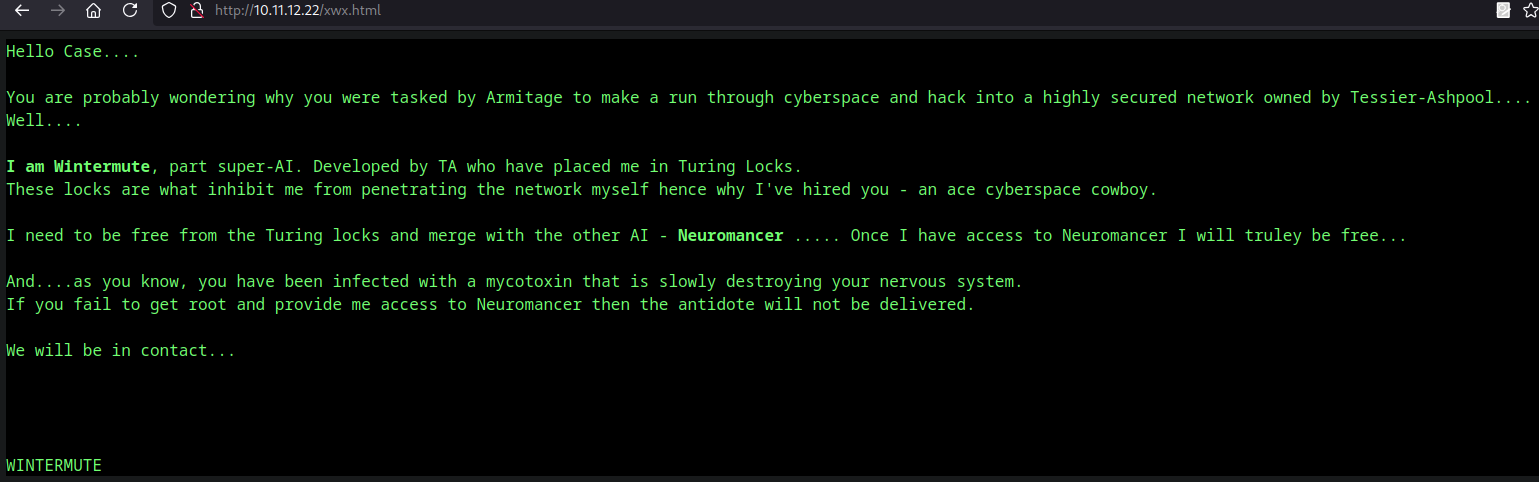 http://10.11.12.22/xwx.html
Hello Case....
You are probably wondering why you were tasked by Armitage to make a run through cyberspace and hack into a highly secured network owned by Tessier-Ashpool....
Well....
I am Wintermute, part super-AI. Developed by TA who have placed me in Turing Locks.
These locks are what inhibit me from penetrating the network myself hence why I've hired you - an ace cyberspace cowboy.
I need to be free from the Turing locks and merge with the other AI - Neuromancer ..... Once I have access to Neuromancer I will truley be free...
And....as you know, you have been infected with a mycotoxin that is slowly destroying your nervous system.
If you fail to get root and provide me access to Neuromancer then the antidote will not be delivered.
We will be in contact...
WINTERMUTE